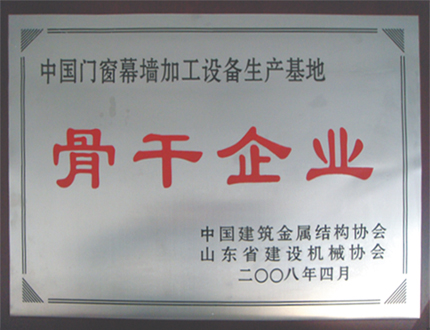 中国门窗幕墙加工设备生产基地
骨干企业
中国建筑金属结构协会
山东省建设机械协会
二〇〇八年四月